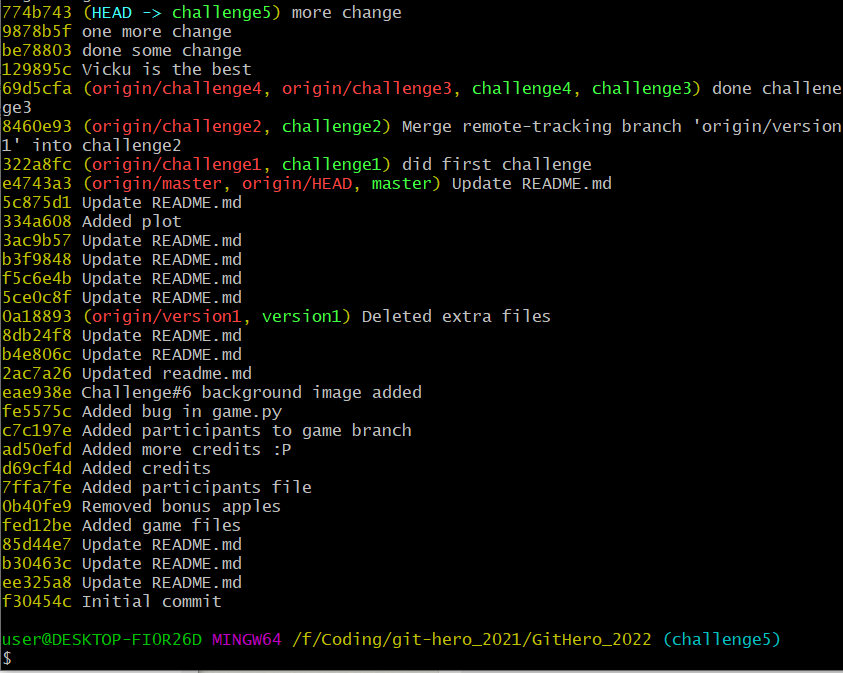 774b743 (HEAD -> challenge5) more change
9878b5f one more change
be78803 done some change
129895c Vicku is the best
69d5cfa (origin/challenge4, origin/challenge3, challenge4, challenge3) done challene
ge3
8460e93 (origin/challenge2, challenge2) Merge remote-tracking branch 'origin/version
1' into challenge2
322a8fc (origin/challenge1, challenge1) did first challenge
e4743a3 (origin/master, origin/HEAD, master) Update README.md
5c875d1 Update README.md
334a608 Added plot
3ac9b57 Update README.md
b3f9848 Update README.md
f5c6e4b Update README.md
5ce0c8f Update README.md
0a18893 (origin/version1, version1) Deleted extra files
8db24f8 Update README.md
b4e806c Update README.md
2ac7a26 Updated readme.md
eae938e Challenge#6 background image added
fe5575c Added bug in game.py
c7c197e Added participants to game branch
ad50efd Added more credits :P
d69cf4d Added credits
7ffa7fe Added participants file
0b40fe9 Removed bonus apples
fed12be Added game files
85d44e7 Update README.md
b30463c Update README.md
ee325a8 Update README.md
f30454c Initial commit
user@DESKTOP-FIOR26D MINGW64 /f/Coding/git-hero_2021/GitHero_2022 (challenge5)
$